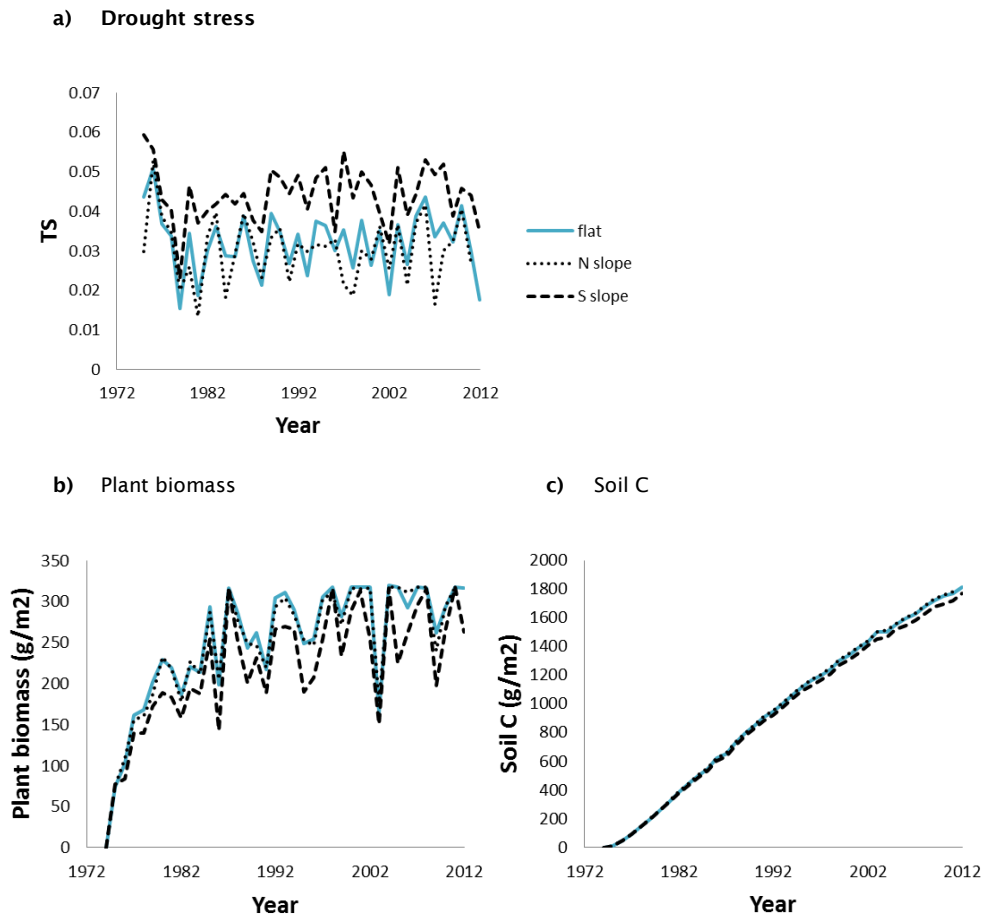 a) Drought stress
0.07
0.06
0.05
0.04
0.03
0.02
0.01
0
TS
1972 1982 1992 2002 2012
Year
flat
N slope
S slope
b) Plant biomass
350
300
250
200
150
100
50
0
Plant biomass (g/m2)
1972 1982 1992 2002 2012
Year
c) Soil C
2000
1800
1600
1400
1200
1000
800
600
400
200
0
Soil C (g/m2)
1972 1982 1992 2002 2012
Year